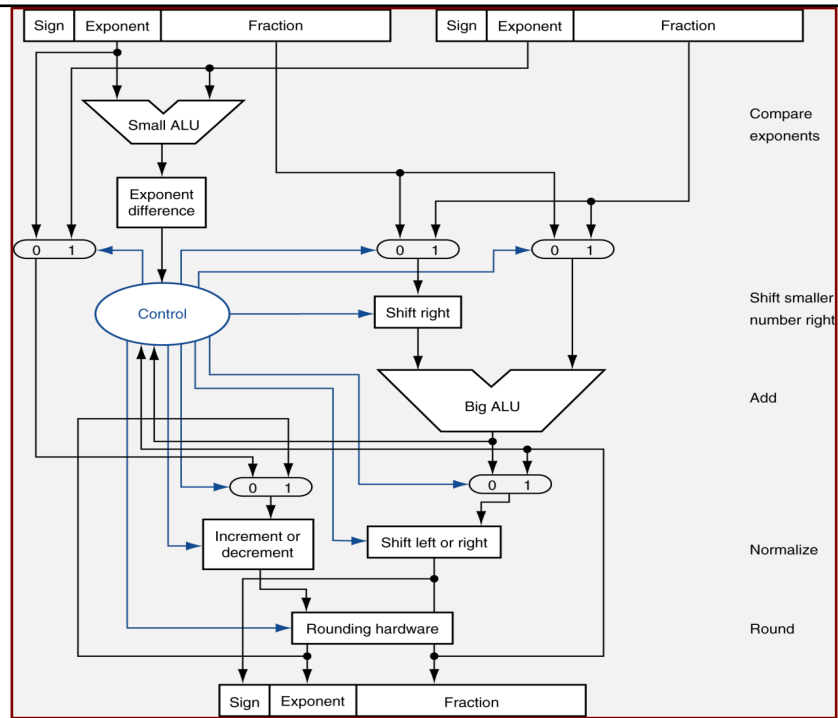 Sign Exponent Fraction Sign Exponent Fraction
Small ALU
Compare
exponents
Exponent
difference
0 1 0 1 0 1
Control
Shift right
Shift smaller
number right
Big ALU
Add
0 1 0 1
Increment or
decrement
Shift left or right
Normalize
Rounding hardware
Round
Sign Exponent Fraction